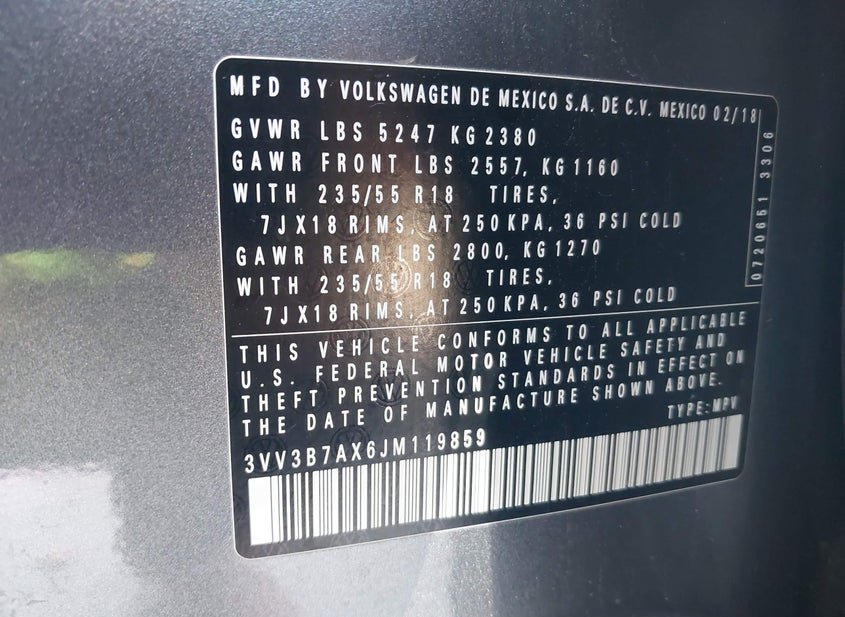 MFD BY VOLKSWAGEN DE MEXICO S.A. DE C.V. MEXICO 02/18
GVWR LBS 5247 KG 2380
GAWR FRONT LBS 2557, KG 1160
WITH 235/55 R18 TIRES,
7JX18 RIMS, AT 250 KPA, 36 PSI COLD
GAWR REAR LBS 2800, KG 1270
WITH 235/55 R18 TIRES,
7JX18 RIMS, AT 250 KPA, 36 PSI COLD
0720651 3306
THIS VEHICLE CONFORMS TO ALL APPLICABLE
U.S. FEDERAL MOTOR VEHICLE SAFETY AND
THEFT PREVENTION STANDARDS IN EFFECT ON
THE DATE OF MANUFACTURE SHOWN ABOVE.
3VV3B7AX6JM119859 TYPE: MPV